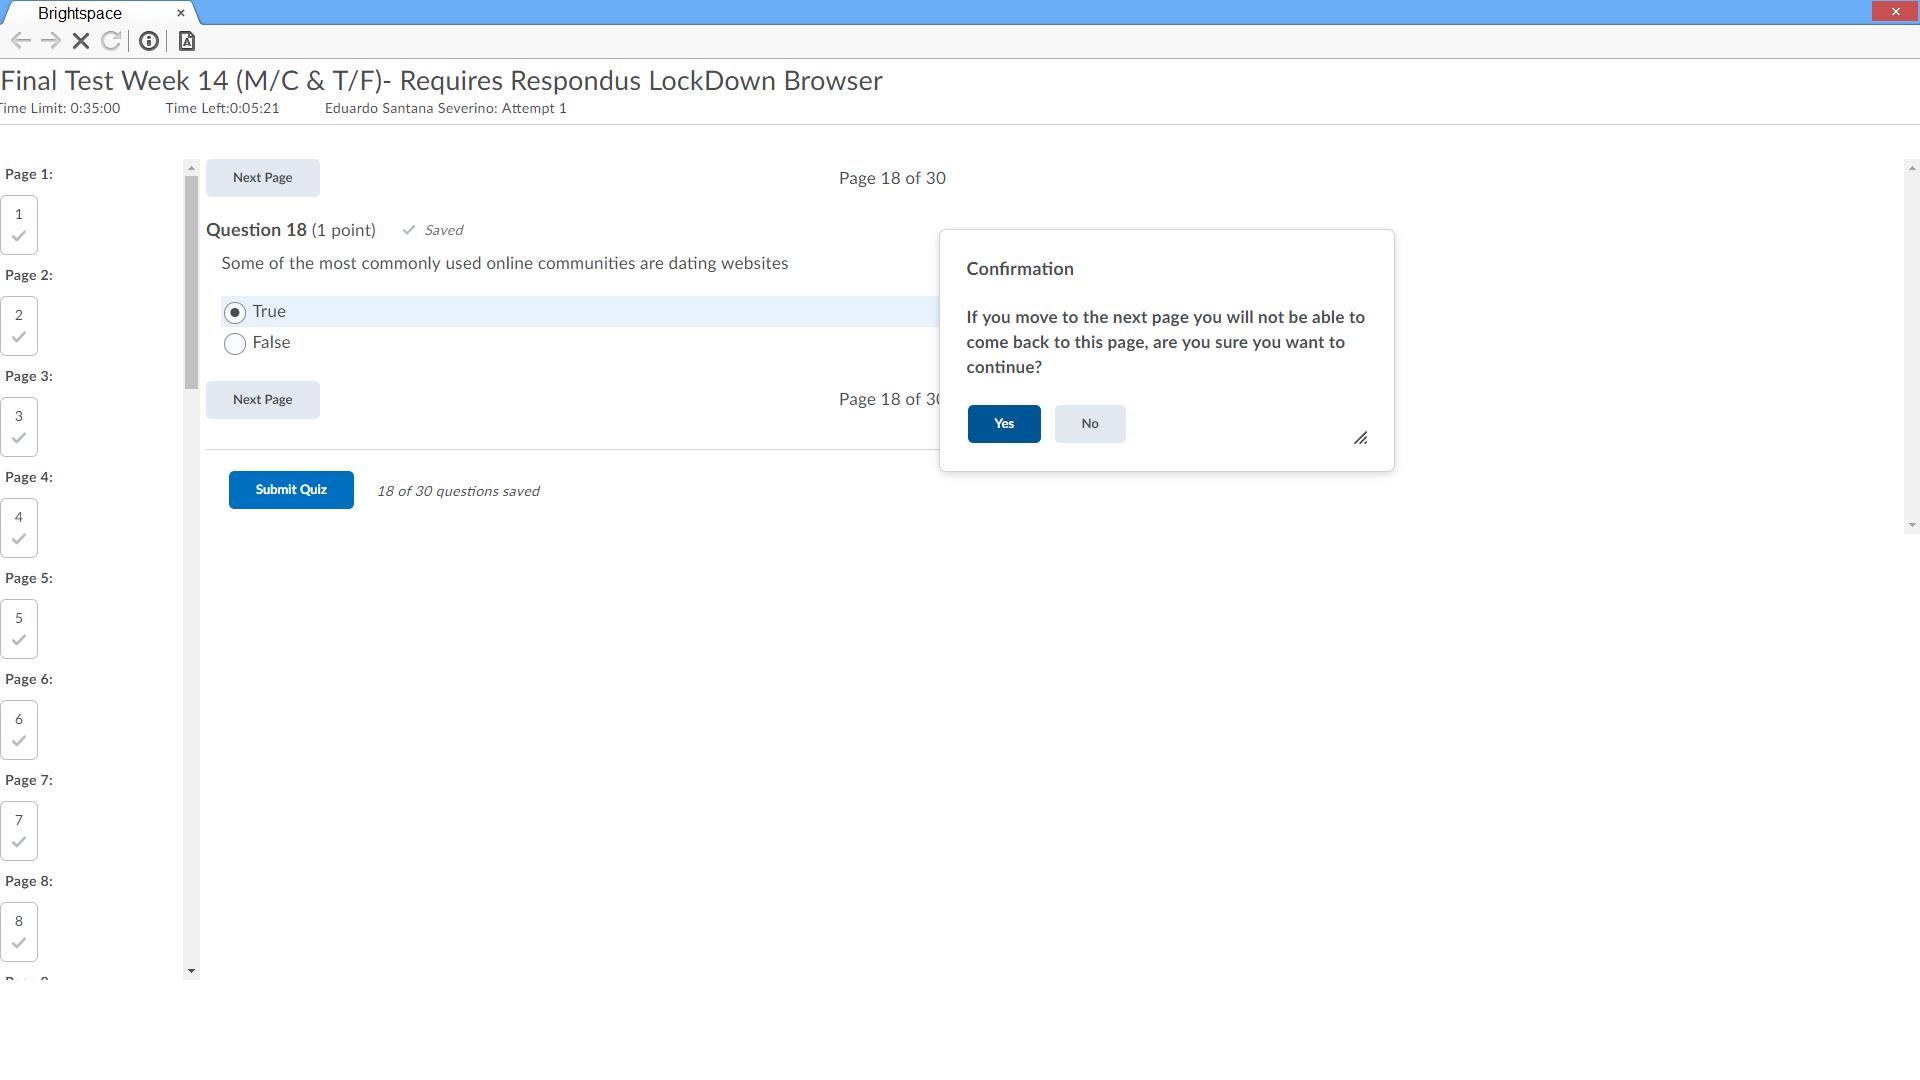 Brightspace
Final Test Week 14 (M/C & T/F)- Requires Respondus LockDown Browser
Time Limit: 0:35:00 Time Left:0:05:21 Eduardo Santana Severino: Attempt 1
Page 1:
1
Page 2:
2
Page 3:
3
Page 4:
4
Page 5:
5
Page 6:
6
Page 7:
7
Page 8:
8
Next Page Page 18 of 30
Question 18 (1 point) Saved
Some of the most commonly used online communities are dating websites
True
False
Next Page Page 18 of 30
Submit Quiz 18 of 30 questions saved
Confirmation
If you move to the next page you will not be able to
come back to this page, are you sure you want to
continue?
Yes No